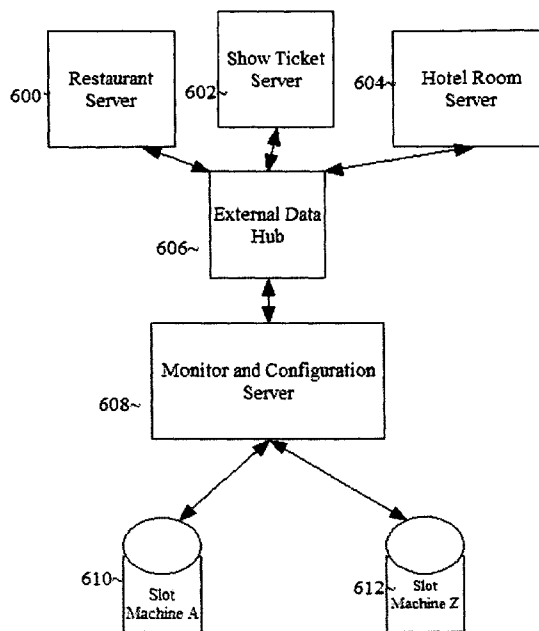 Restaurant
Server
600~
Show Ticket
Server
602~
Hotel Room
Server
604~
External Data
Hub
606~
Monitor and Configuration
Server
608~
Slot
Machine A
610~
Slot
Machine Z
612~